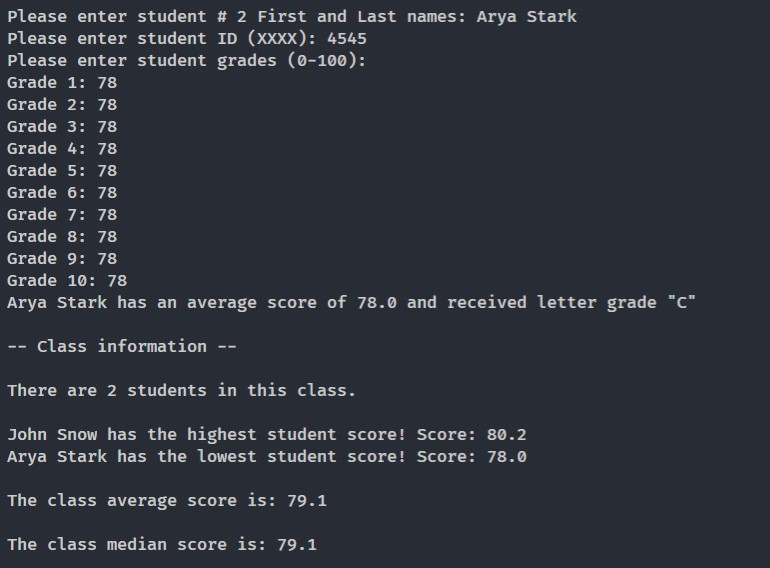 Please enter student # 2 First and Last names: Arya Stark
Please enter student ID (XXXX): 4545
Please enter student grades (0-100):
Grade 1: 78
Grade 2: 78
Grade 3: 78
Grade 4: 78
Grade 5: 78
Grade 6: 78
Grade 7: 78
Grade 8: 78
Grade 9: 78
Grade 10: 78
Arya Stark has an average score of 78.0 and received letter grade "C"
-- Class information --
There are 2 students in this class.
John Snow has the highest student score! Score: 80.2
Arya Stark has the lowest student score! Score: 78.0
The class average score is: 79.1
The class median score is: 79.1